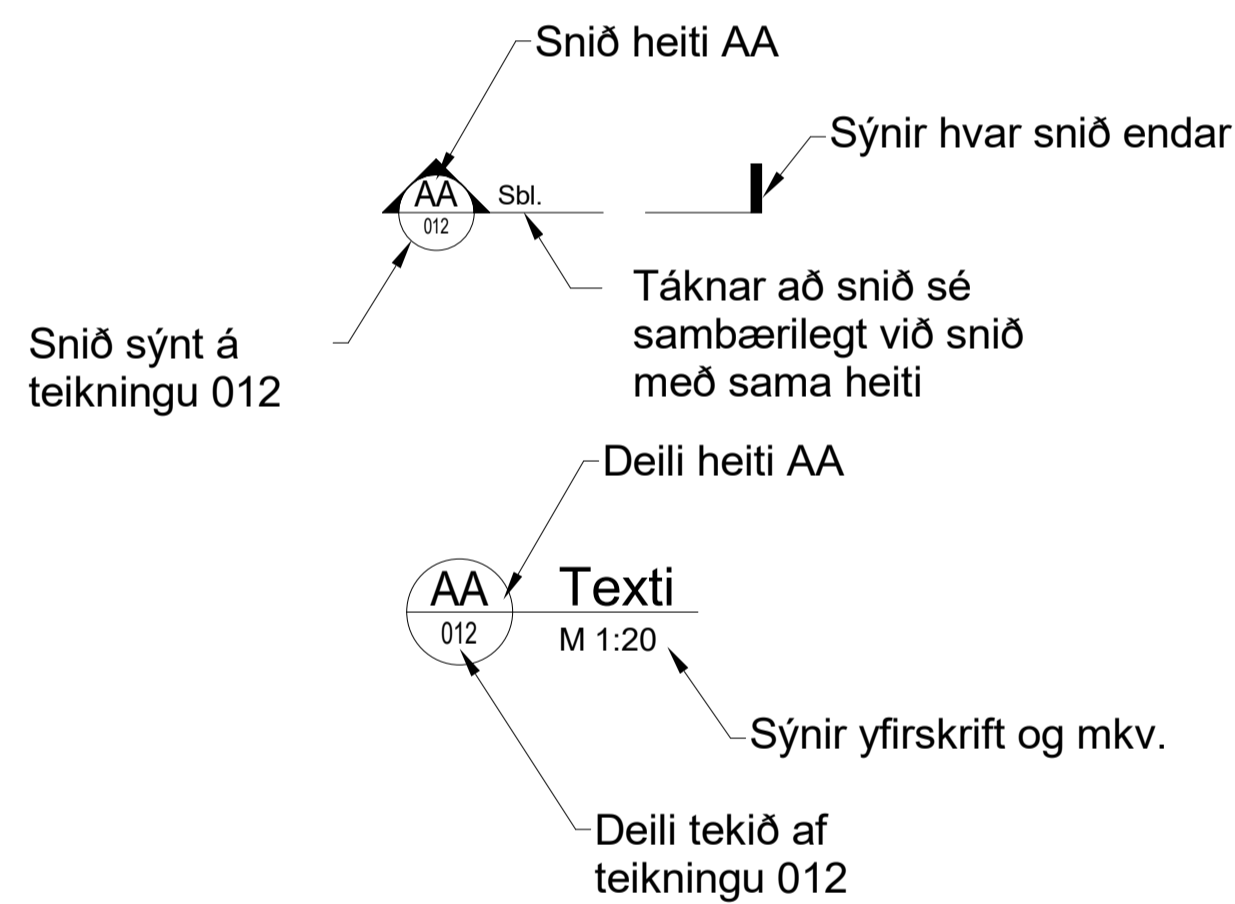 Snið heiti AA
Sýnir hvar snið endar
AA
Sbl.
012
Táknar að snið sé
sambærilegt við snið
með sama heiti
Snið sýnt á
teikningu 012
Deili heiti AA
AA
Texti
012
M 1:20
Sýnir yfirskrift og mkv.
Deili tekið af
teikningu 012